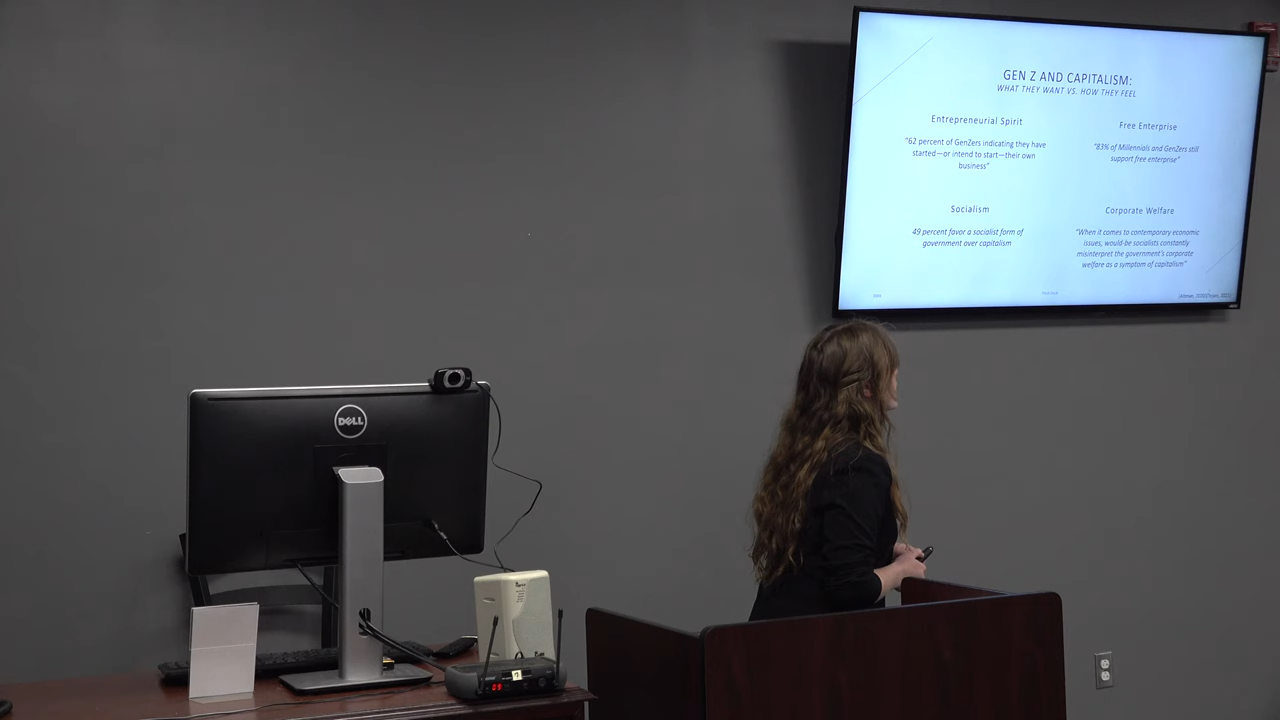 GEN Z AND CAPITALISM:
WHAT THEY WANT VS. HOW THEY FEEL
Entrepreneurial Spirit
"62 percent of GenZers indicating they have
started—or intend to start—their own
business"
Free Enterprise
"83% of Millennials and GenZers still
support free enterprise"
Socialism
49 percent favor a socialist form of
government over capitalism
Corporate Welfare
"When it comes to contemporary economic
issues, would-be socialists constantly
misinterpret the government's corporate
welfare as a symptom of capitalism"
DELL